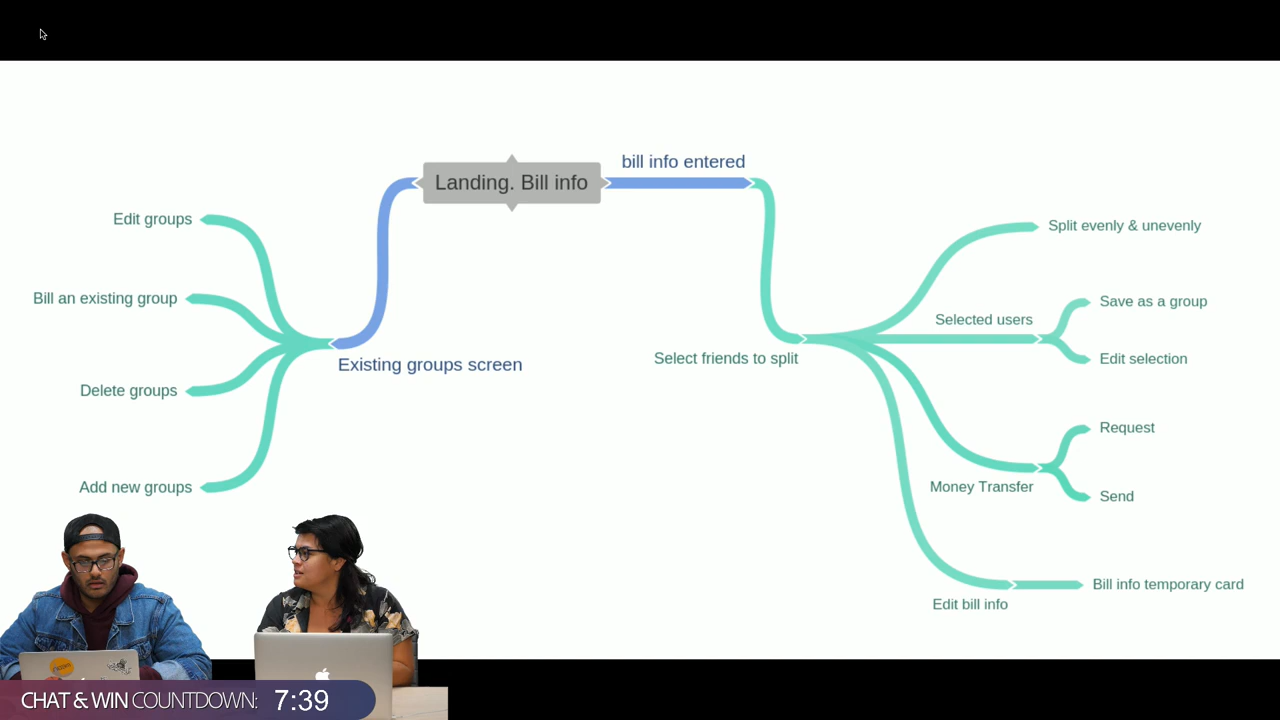 bill info entered
Landing. Bill info
Edit groups
Split evenly & unevenly
Bill an existing group
Save as a group
Selected users
Select friends to split
Edit selection
Existing groups screen
Delete groups
Request
Add new groups
Money Transfer
Send
Bill info temporary card
Edit bill info
CHAT & WIN COUNTDOWN: 7:39